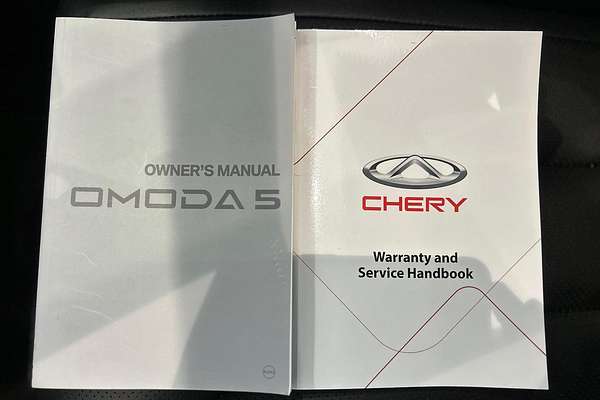 OWNER'S MANUAL
OMODA 5
CHERY
Warranty and
Service Handbook